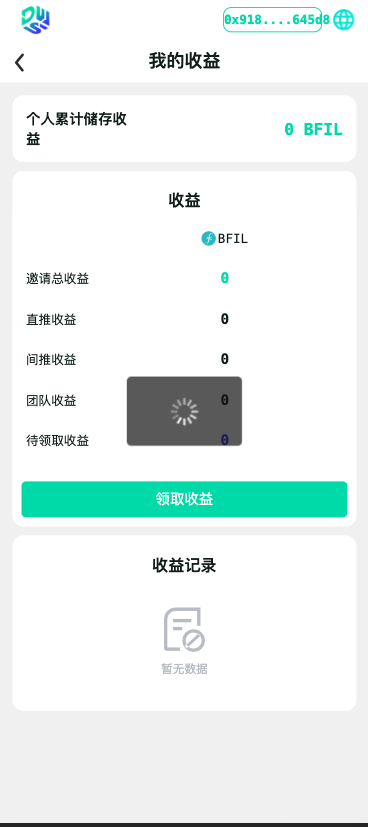 0x918....645d8
我的收益
个人累计储存收
益
0 BFIL
收益
BFIL
邀请总收益 0
直推收益 0
间推收益 0
团队收益 0
待领取收益 0
领取收益
收益记录
暂无数据